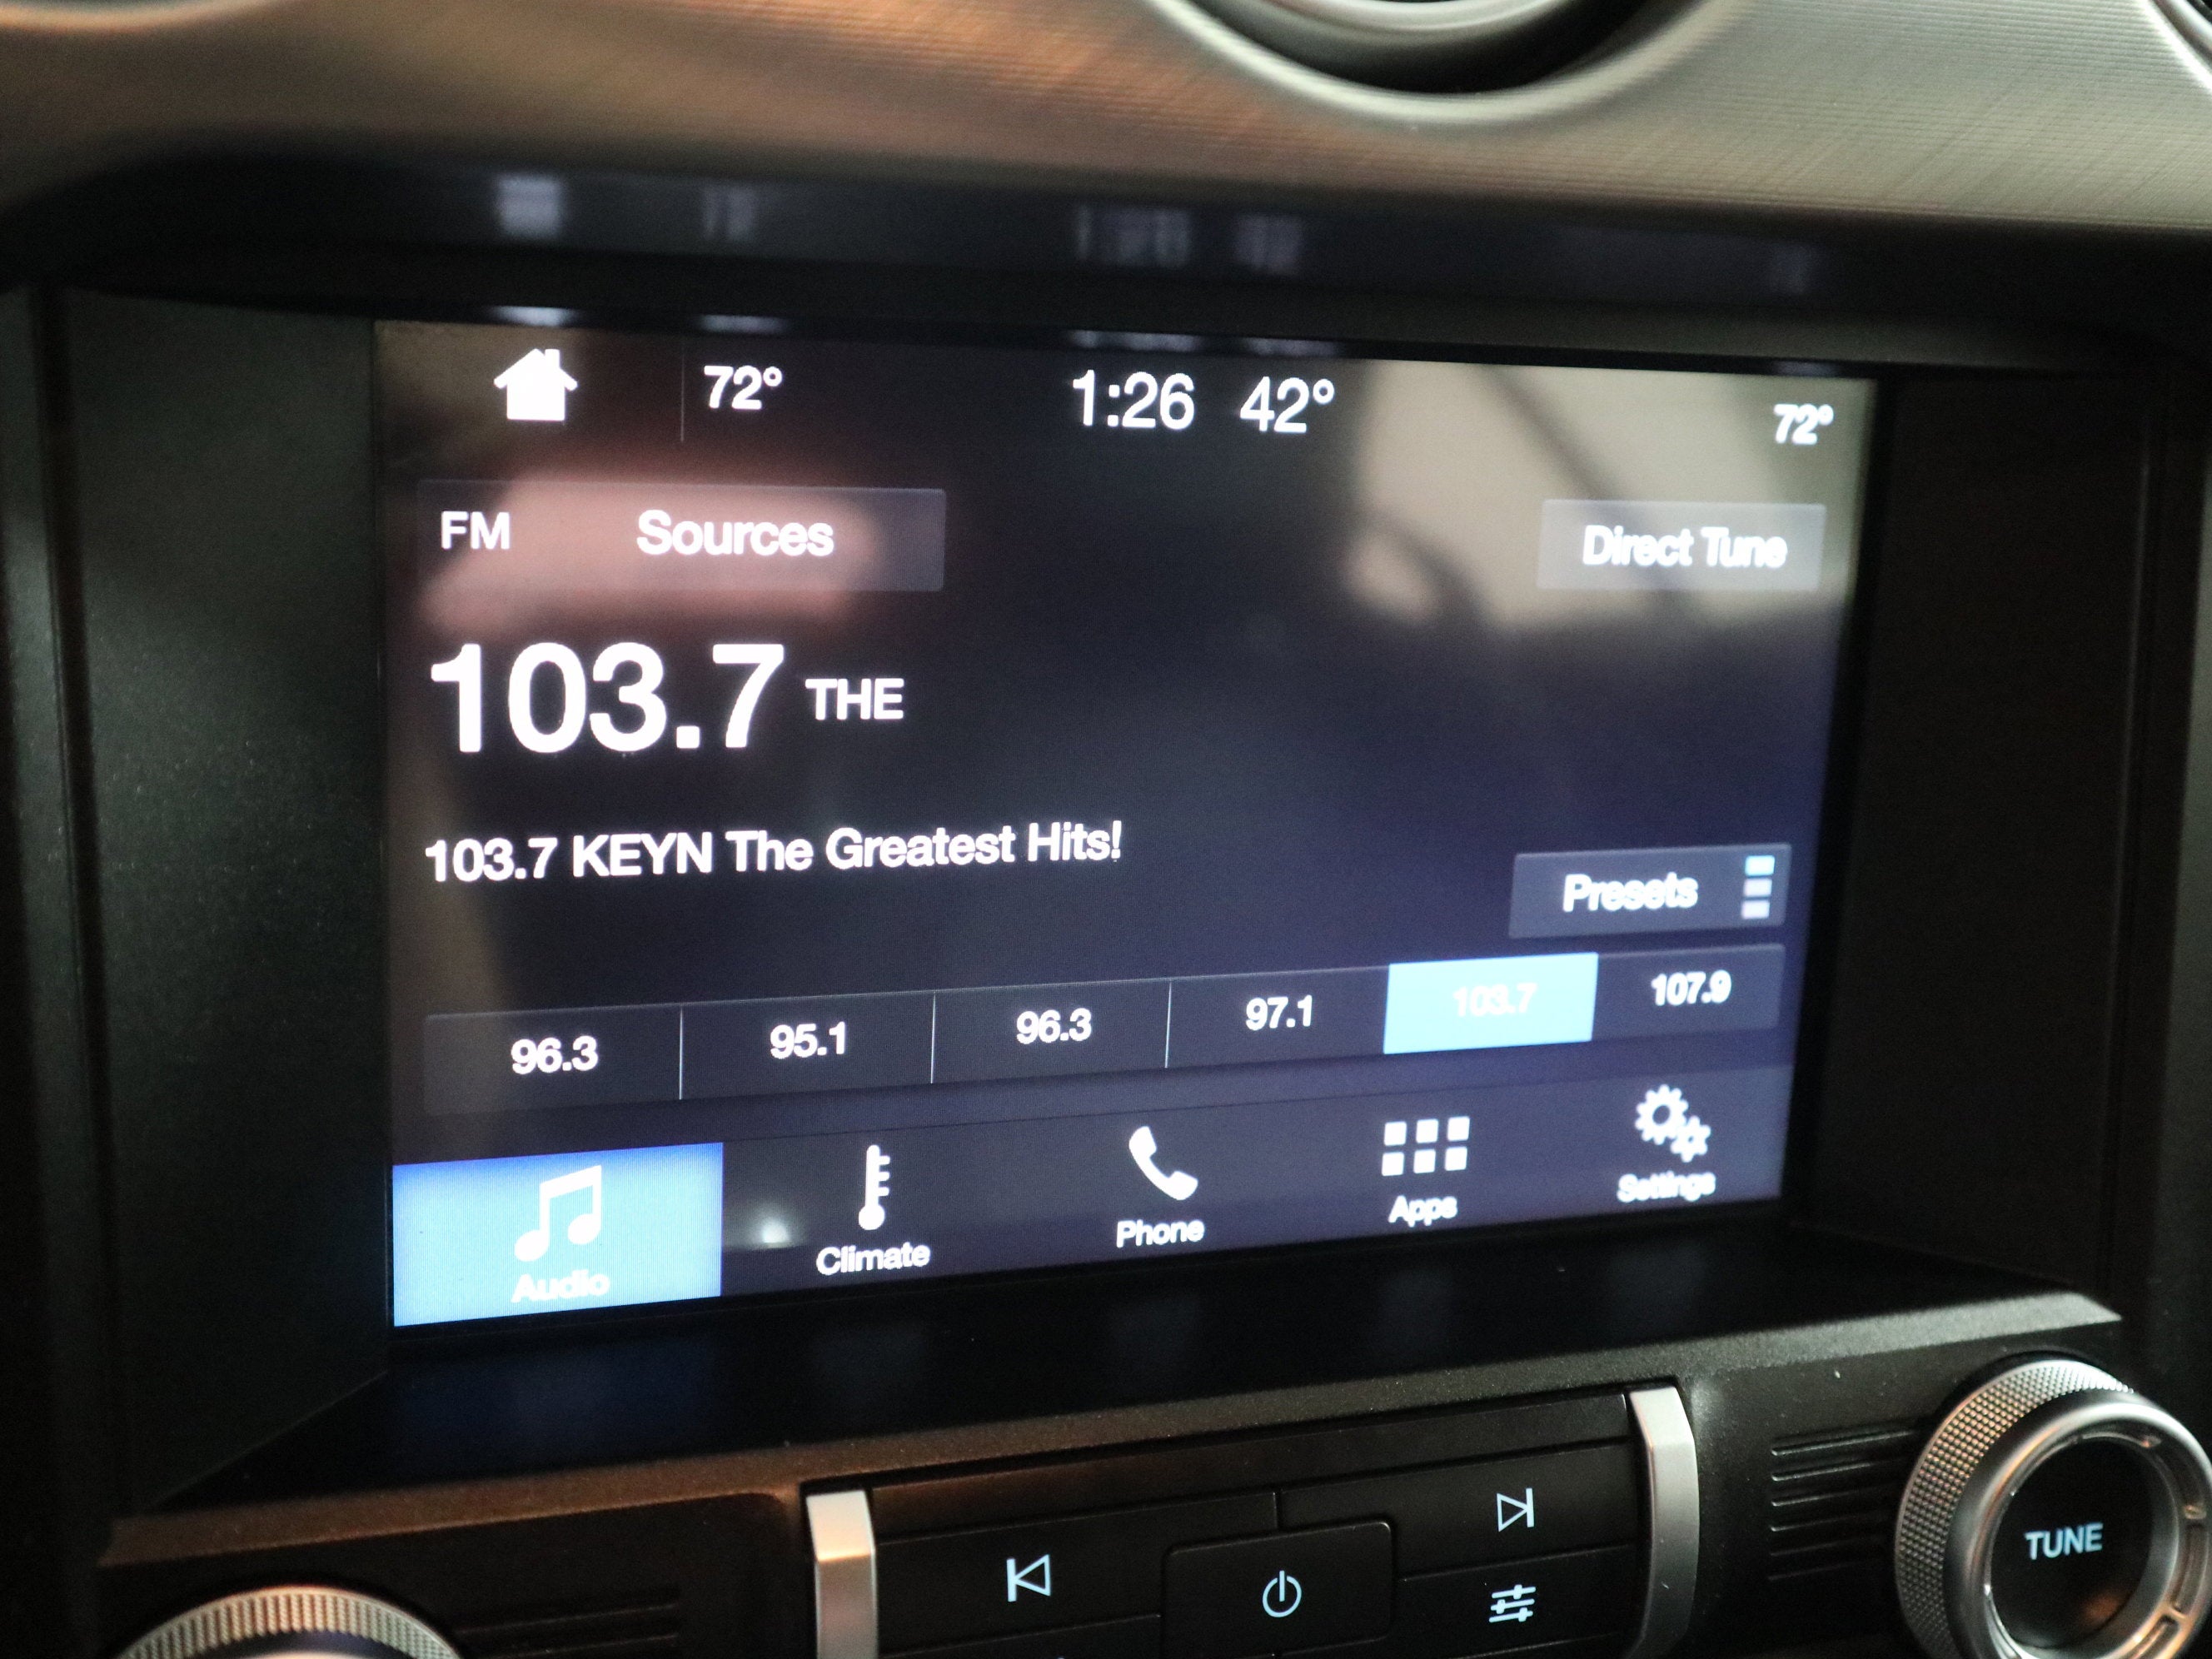 72° 1:26 42° 72°
FM Sources Direct Tune
103.7 THE
103.7 KEYN The Greatest Hits!
Presets
96.3 95.1 96.3 97.1 103.7 107.9
Audio Climate Phone Apps Settings
TUNE